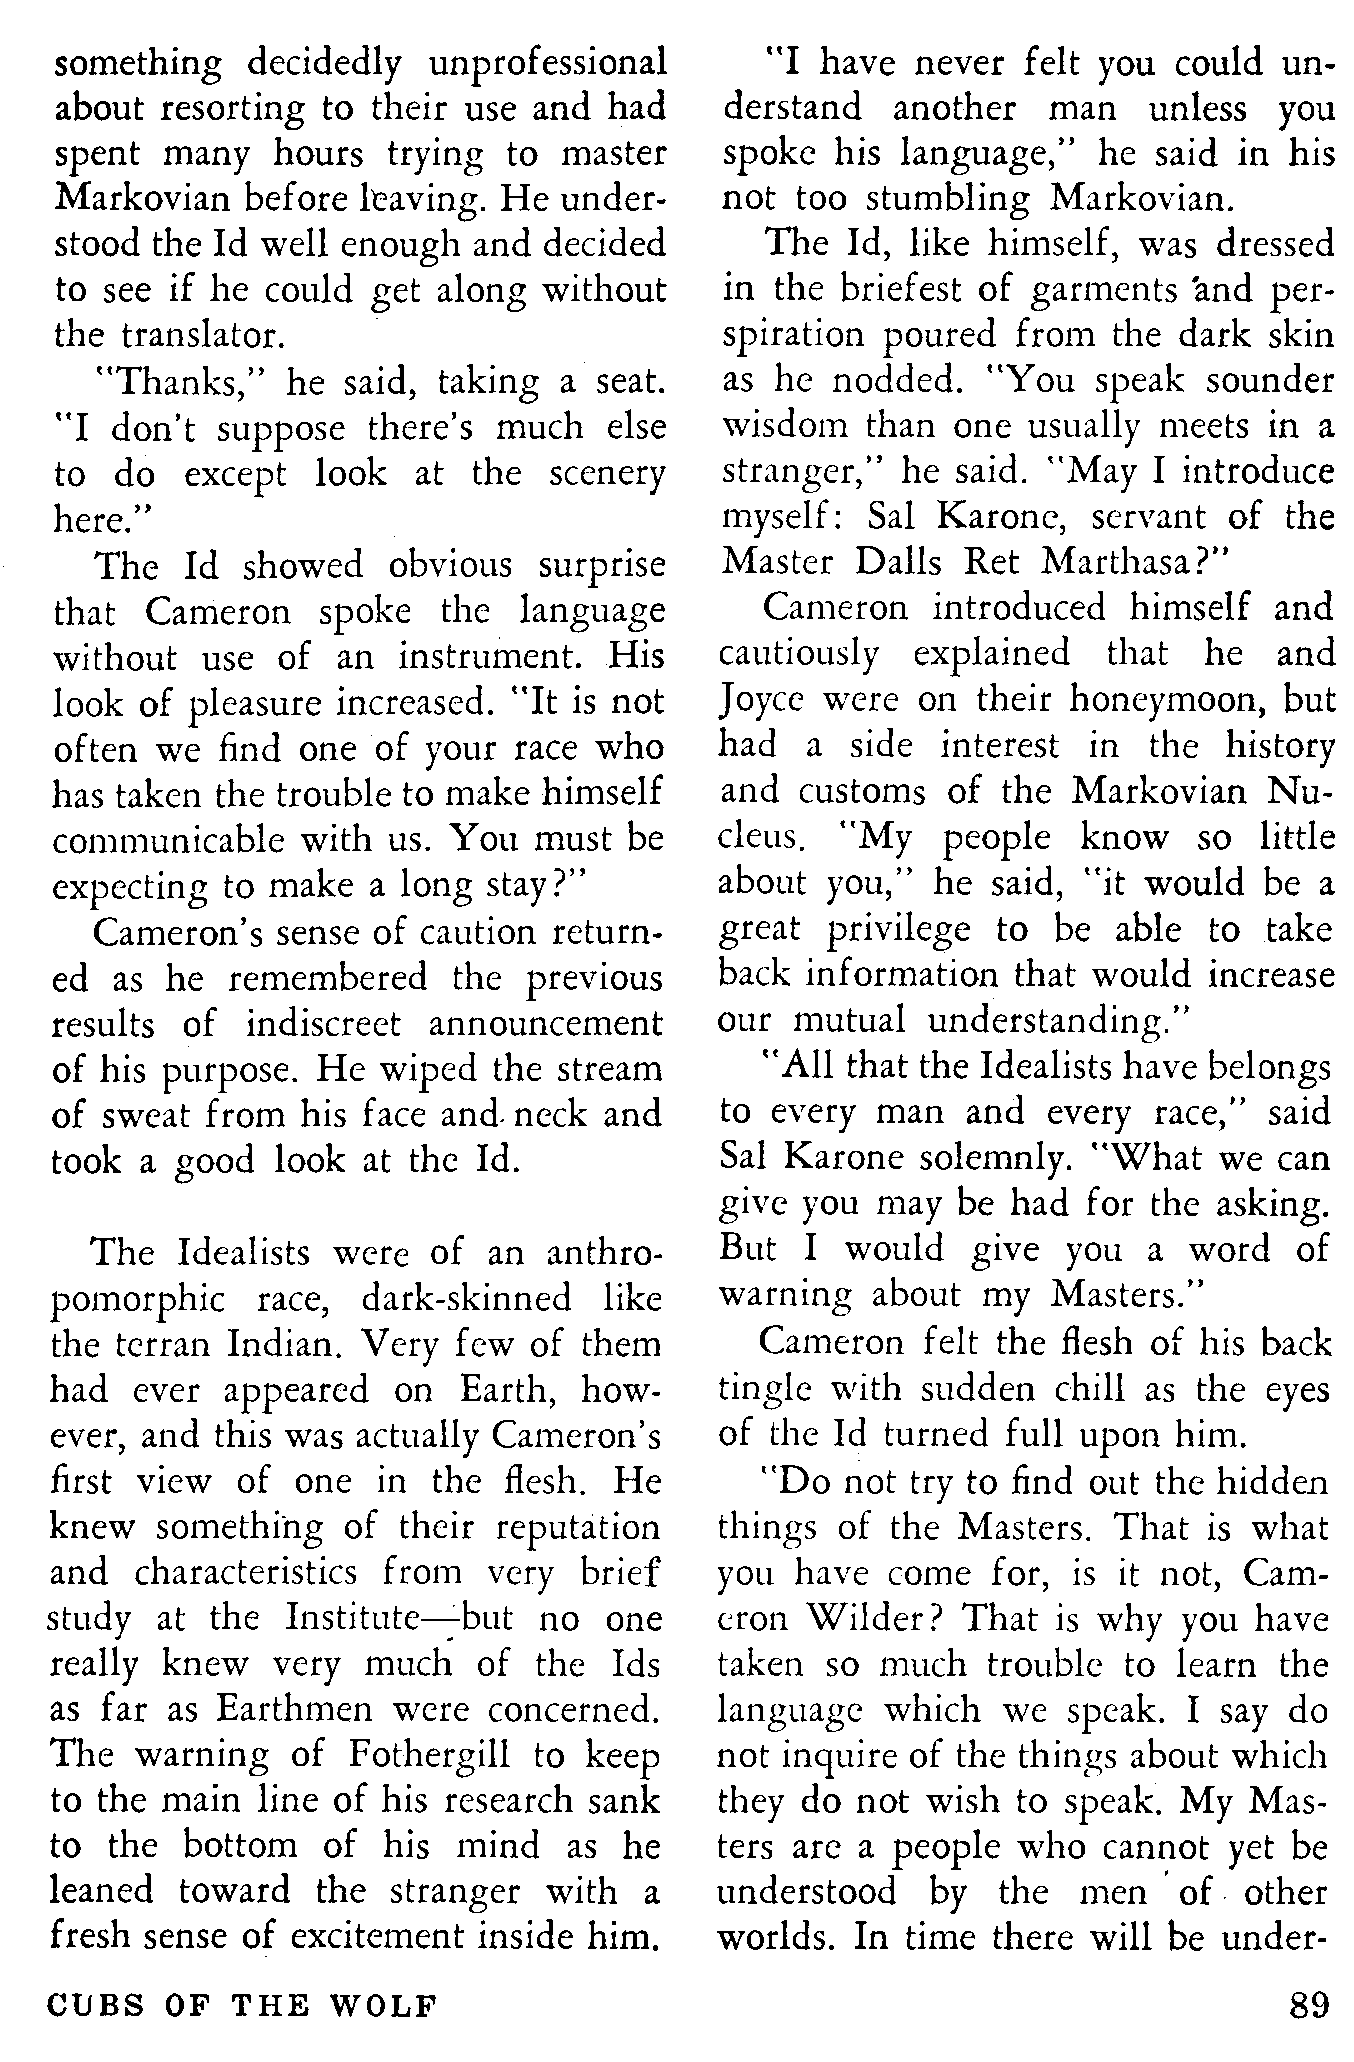 something decidedly unprofessional
about resorting to their use and had
spent many hours trying to master
Markovian before leaving. He under-
stood the Id well enough and decided
to see if he could get along without
the translator.
"Thanks," he said, taking a seat.
"I don't suppose there's much else
to do except look at the scenery
here."
The Id showed obvious surprise
that Cameron spoke the language
without use of an instrument. His
look of pleasure increased. "It is not
often we find one of your race who
has taken the trouble to make himself
communicable with us. You must be
expecting to make a long stay?"
Cameron's sense of caution return-
ed as he remembered the previous
results of indiscreet announcement
of his purpose. He wiped the stream
of sweat from his face and neck and
took a good look at the Id.
The Idealists were of an anthro-
pomorphic race, dark-skinned like
the terran Indian. Very few of them
had ever appeared on Earth, how-
ever, and this was actually Cameron's
first view of one in the flesh. He
knew something of their reputation
and characteristics from very brief
study at the Institute—but no one
really knew very much of the Ids
as far as Earthmen were concerned.
The warning of Fothergill to keep
to the main line of his research sank
to the bottom of his mind as he
leaned toward the stranger with a
fresh sense of excitement inside him.
"I have never felt you could un-
derstand another man unless you
spoke his language," he said in his
not too stumbling Markovian.
The Id, like himself, was dressed
in the briefest of garments and per-
spiration poured from the dark skin
as he nodded. "You speak sounder
wisdom than one usually meets in a
stranger," he said. "May I introduce
myself: Sal Karone, servant of the
Master Dalls Ret Marthasa?"
Cameron introduced himself and
cautiously explained that he and
Joyce were on their honeymoon, but
had a side interest in the history
and customs of the Markovian Nu-
cleus. "My people know so little
about you," he said, "it would be a
great privilege to be able to take
back information that would increase
our mutual understanding."
"All that the Idealists have belongs
to every man and every race," said
Sal Karone solemnly. "What we can
give you may be had for the asking.
But I would give you a word of
warning about my Masters."
Cameron felt the flesh of his back
tingle with sudden chill as the eyes
of the Id turned full upon him.
"Do not try to find out the hidden
things of the Masters. That is what
you have come for, is it not, Cam-
eron Wilder? That is why you have
taken so much trouble to learn the
language which we speak. I say do
not inquire of the things about which
they do not wish to speak. My Mas-
ters are a people who cannot yet be
understood by the men of other
worlds. In time there will be under-
CUBS OF THE WOLF 89